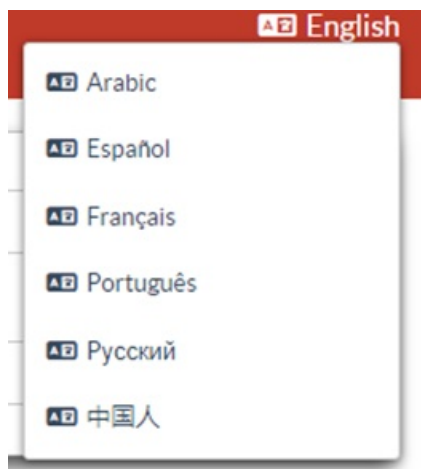 English
Arabic
Español
Français
Português
Русский
中国人